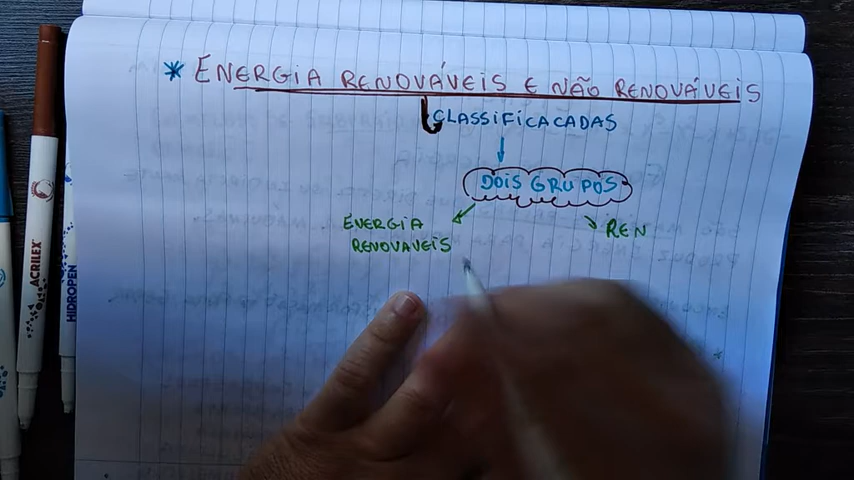 * ENERGIA RENOVÁVEIS E NÃO RENOVÁVEIS
CLASSIFICACADAS
DOIS GRUPOS
ENERGIA
RENOVAVEIS
REN
ACRILEX
HIDROPEN